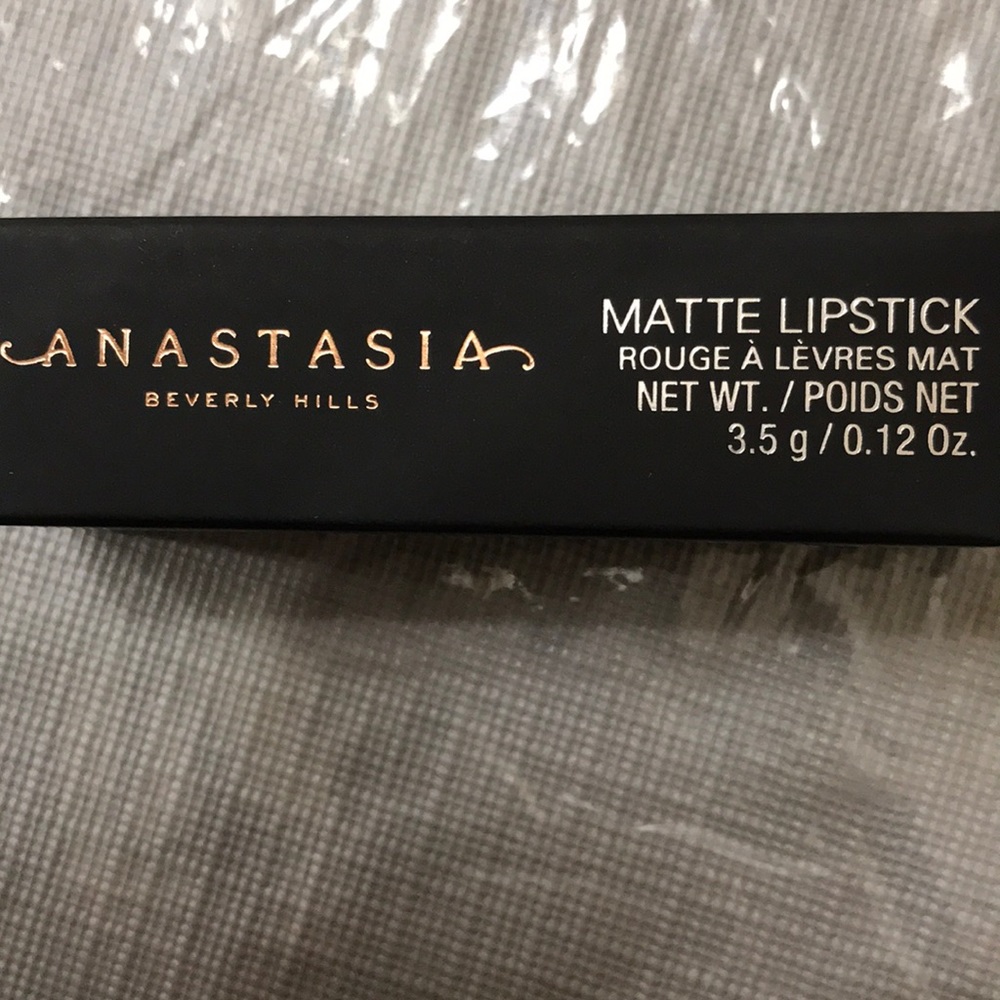 ANASTASIA
BEVERLY HILLS
MATTE LIPSTICK
ROUGE À LÈVRES MAT
NET WT. / POIDS NET
3.5 g / 0.12 Oz.